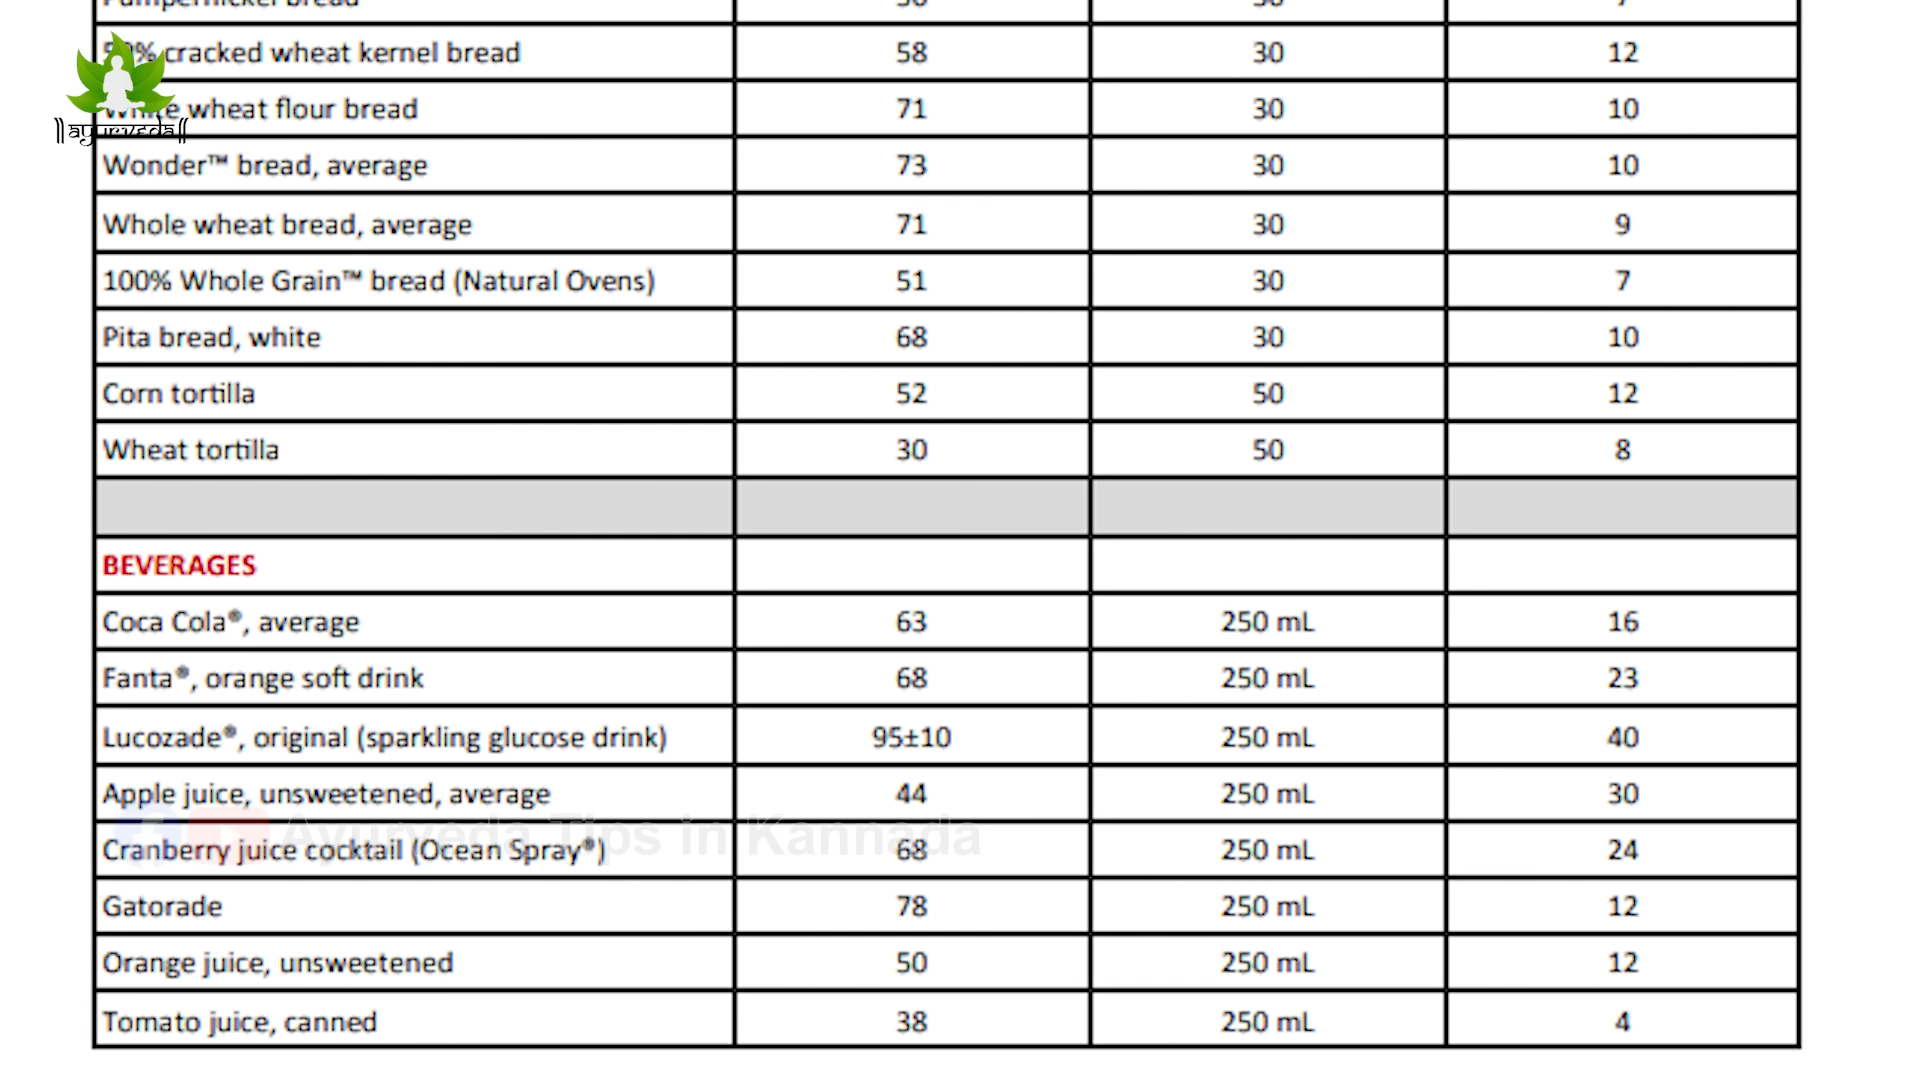 Pumpernickel bread 7
50% cracked wheat kernel bread 58 30 12
White wheat flour bread 71 30 10
||ayurveda||
Wonder™ bread, average 73 30 10
Whole wheat bread, average 71 30 9
100% Whole Grain™ bread (Natural Ovens) 51 30 7
Pita bread, white 68 30 10
Corn tortilla 52 50 12
Wheat tortilla 30 50 8
BEVERAGES
Coca Cola®, average 63 250 mL 16
Fanta®, orange soft drink 68 250 mL 23
Lucozade®, original (sparkling glucose drink) 95±10 250 mL 40
Apple juice, unsweetened, average 44 250 mL 30
Ayurveda Tips in Kannada
Cranberry juice cocktail (Ocean Spray®) 68 250 mL 24
Gatorade 78 250 mL 12
Orange juice, unsweetened 50 250 mL 12
Tomato juice, canned 38 250 mL 4